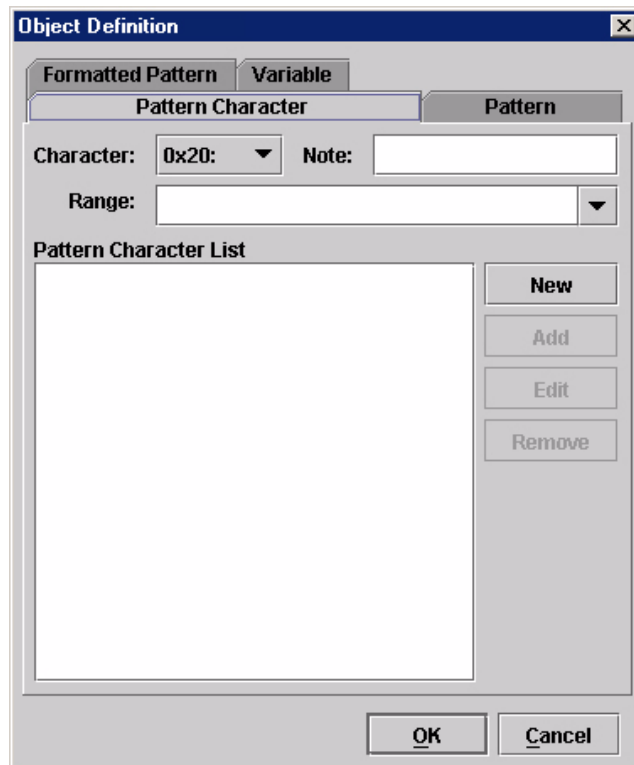 Object Definition
Formatted Pattern Variable
Pattern Character Pattern
Character: 0x20: Note:
Range:
Pattern Character List
New
Add
Edit
Remove
OK Cancel